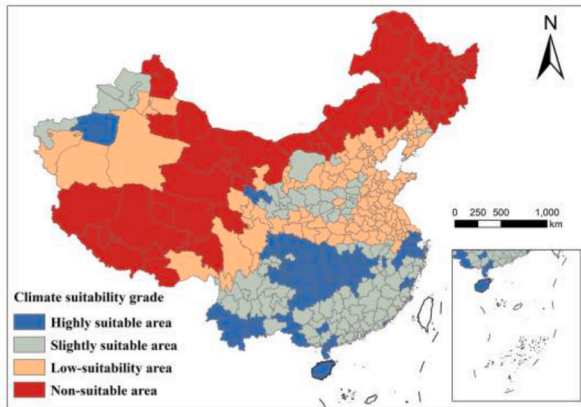 N
0 250 500 1,000
km
Climate suitability grade
Highly suitable area
Slightly suitable area
Low-suitability area
Non-suitable area